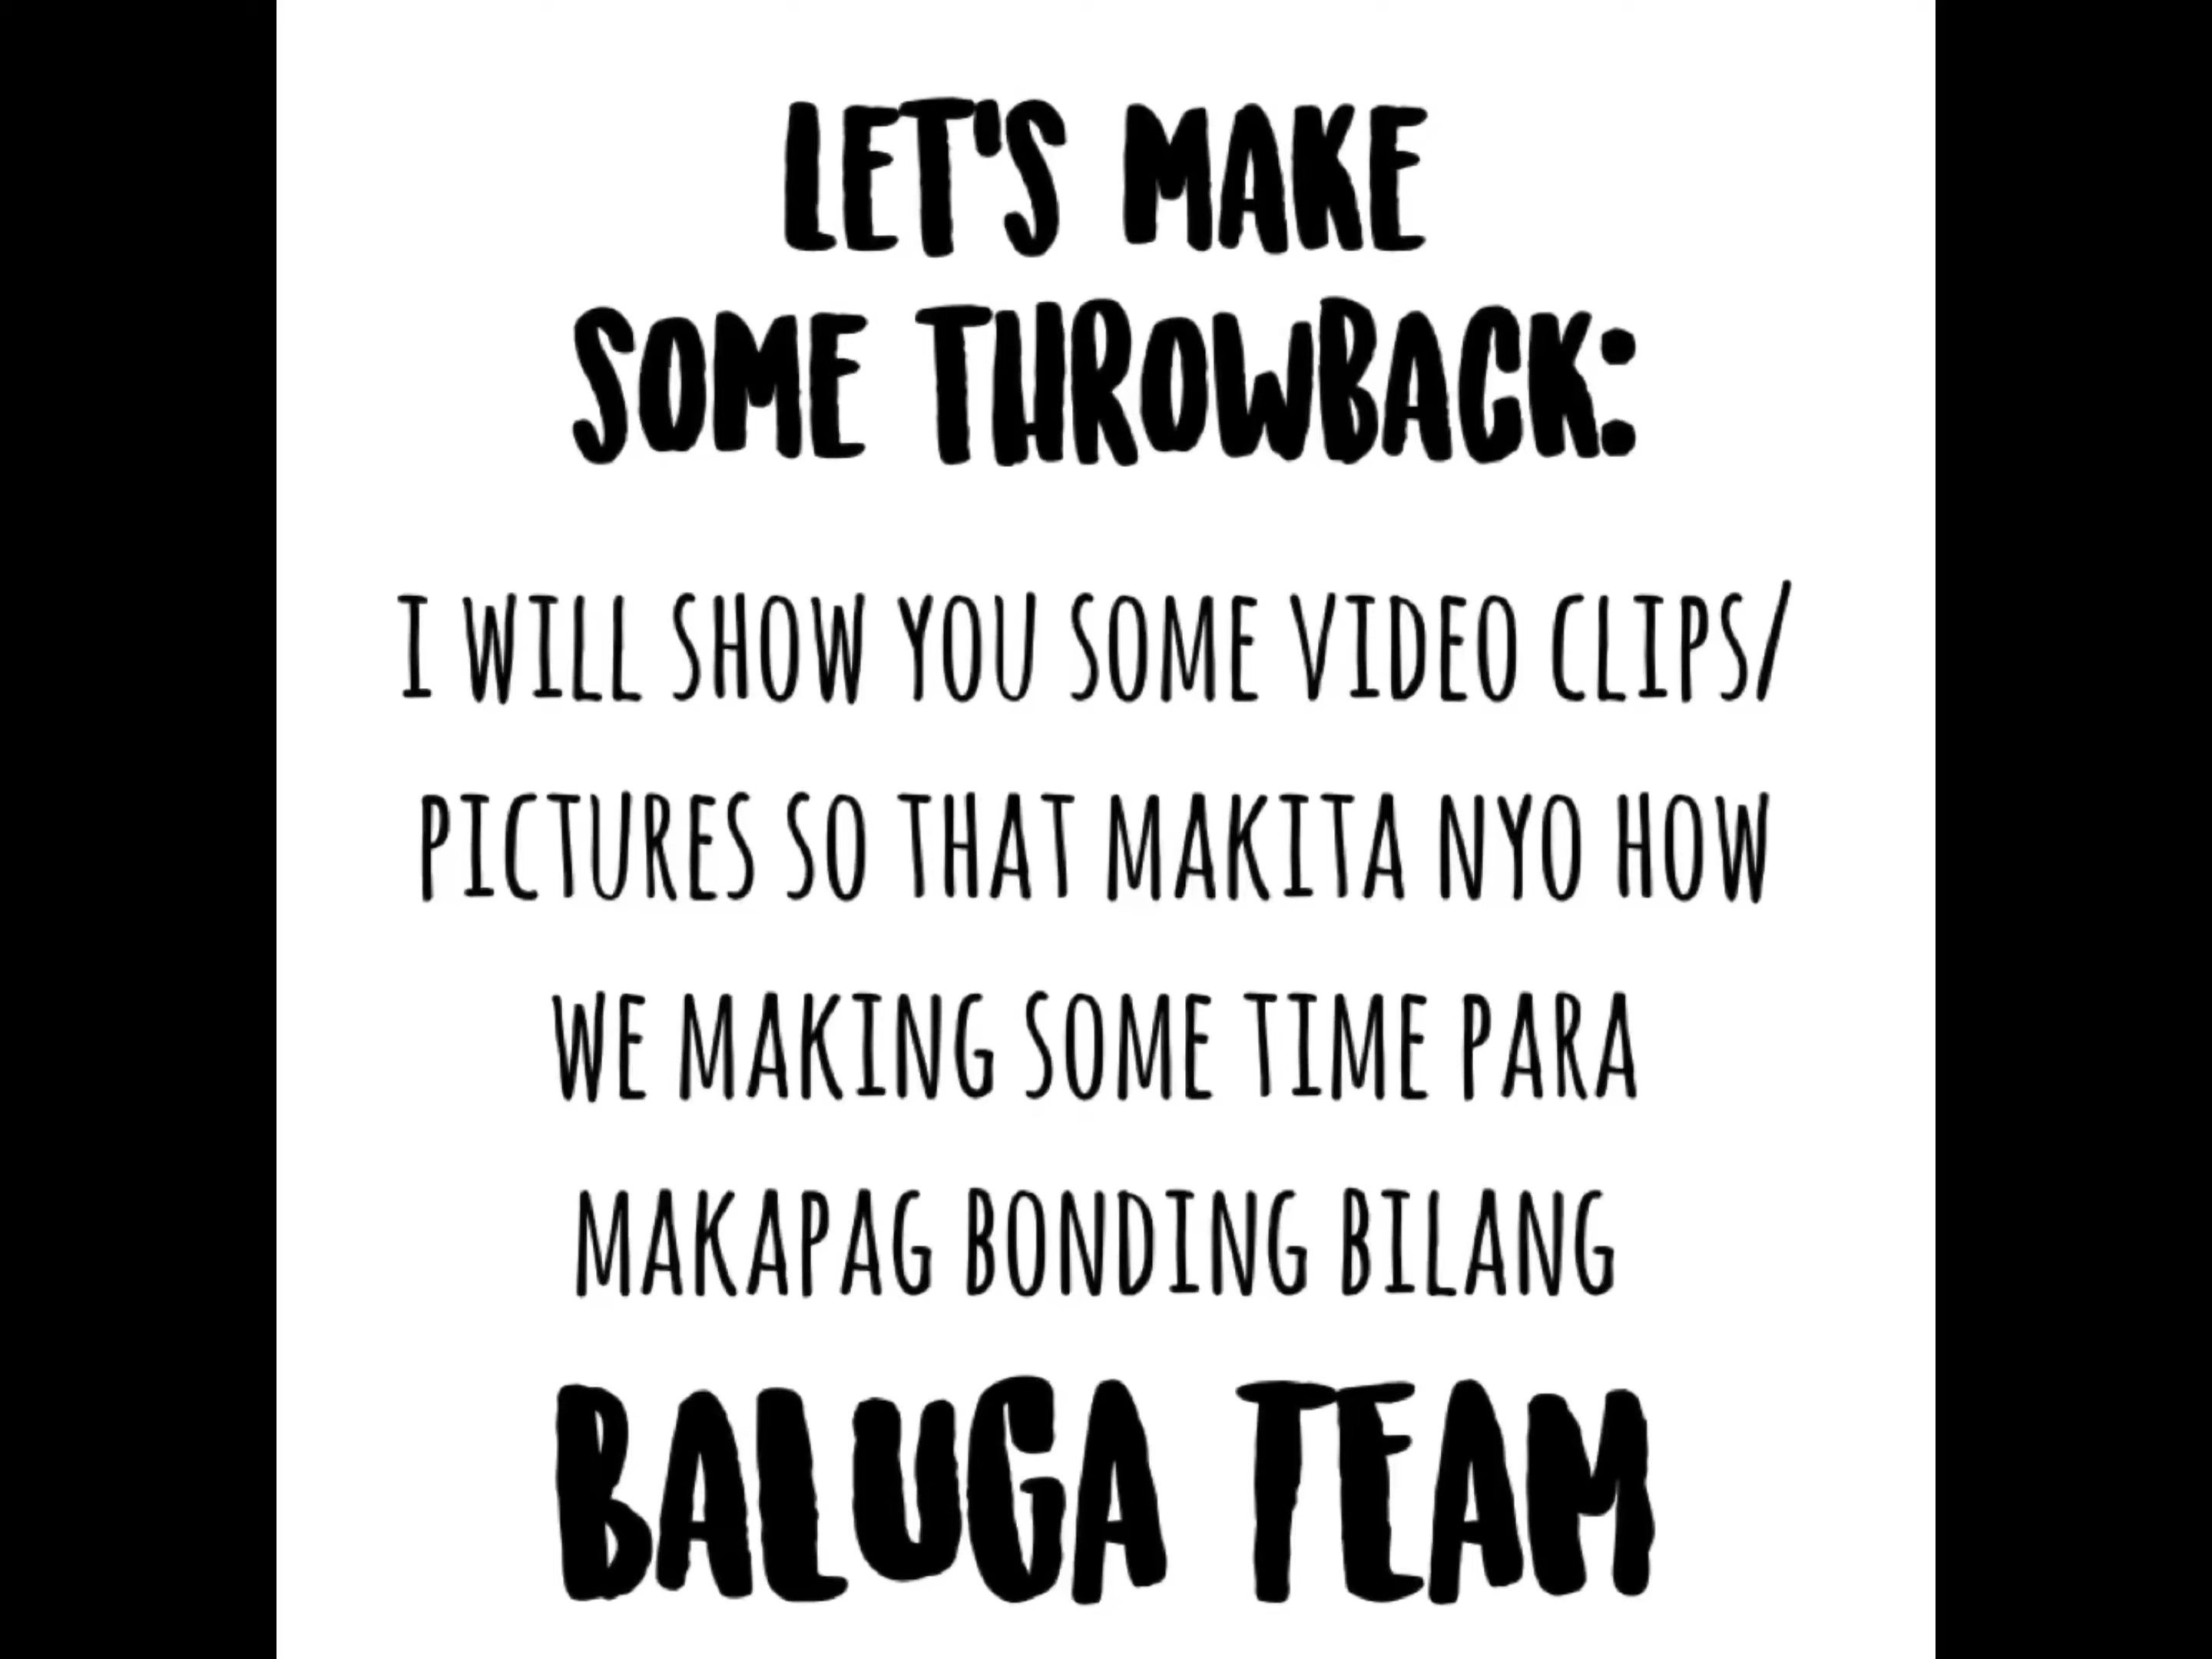 LET'S MAKE
SOME THROWBACK:
I WILL SHOW YOU SOME VIDEO CLIPS/
PICTURES SO THAT MAKITA NYO HOW
WE MAKING SOME TIME PARA
MAKAPAG BONDING BILANG
BALUGA TEAM